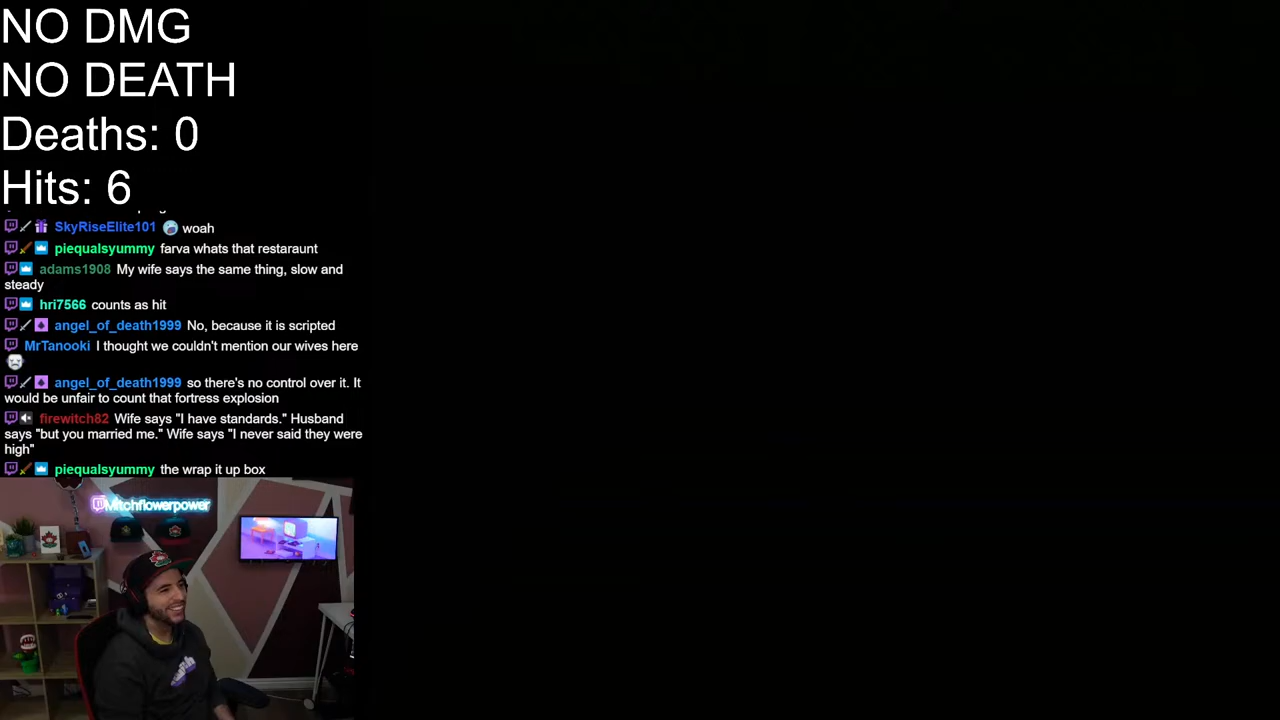 NO DMG
NO DEATH
Deaths: 0
Hits: 6
SkyRiseElite101 woah
piequalsyummy farva whats that restaraunt
adams1908 My wife says the same thing, slow and
steady
hri7566 counts as hit
angel_of_death1999 No, because it is scripted
MrTanooki I thought we couldn't mention our wives here
angel_of_death1999 so there's no control over it. It
would be unfair to count that fortress explosion
firewitch82 Wife says "I have standards." Husband
says "but you married me." Wife says "I never said they were
high"
piequalsyummy the wrap it up box
Mitchflowerpower